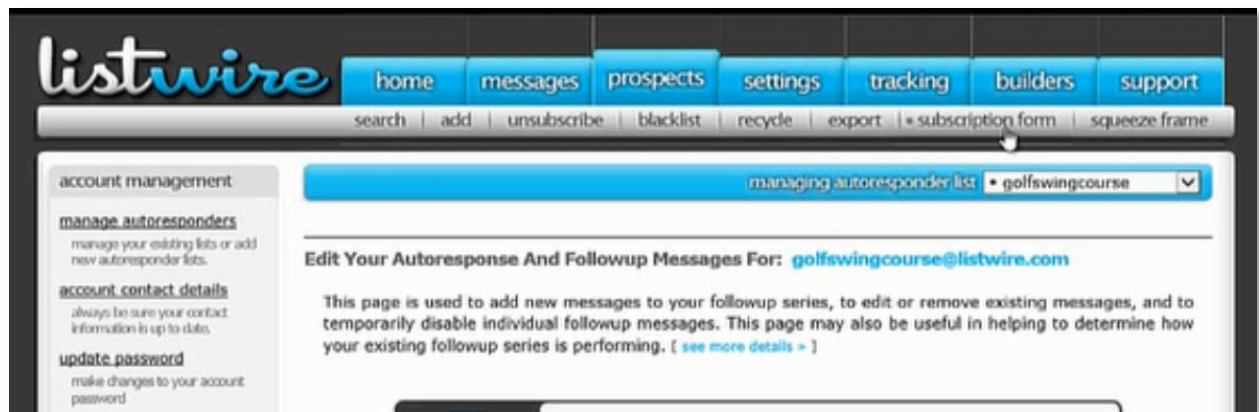 listwire
home messages prospects settings tracking builders support
search | add | unsubscribe | blacklist | recycle | export | • subscription form | squeeze frame
account management
managing autoresponder list • golfswingcourse
manage autoresponders
manage your existing lists or add
new autoresponder lists.
Edit Your Autoresponse And Followup Messages For: golfswingcourse@listwire.com
account contact details
always be sure your contact
information is up to date.
This page is used to add new messages to your followup series, to edit or remove existing messages, and to
temporarily disable individual followup messages. This page may also be useful in helping to determine how
your existing followup series is performing. [ see more details » ]
update password
make changes to your account
password